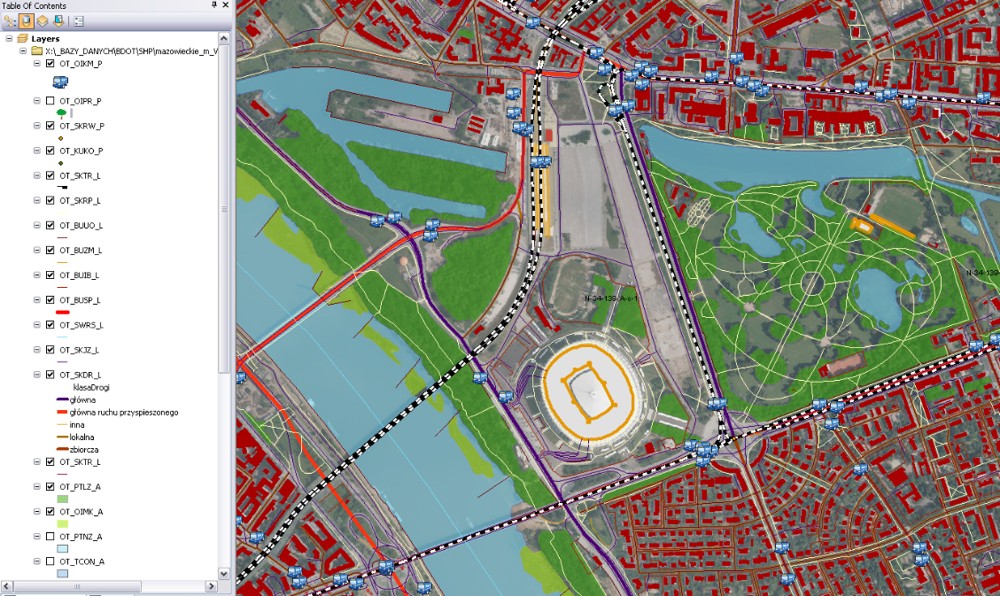 Table Of Contents
Layers
X:\_BAZY_DANYCH\BDOT\SHP\mazowieckie_m_V
OT_OIKM_P
OT_OIPR_P
OT_SKRW_P
OT_KUKO_P
OT_SKTR_L
OT_SKRP_L
OT_BUUO_L
OT_BUZM_L
OT_BUIB_L
OT_BUSP_L
OT_SWRS_L
OT_SKJZ_L
OT_SKDR_L
klasaDrogi
główna
główna ruchu przyspieszonego
inna
lokalna
zbiorcza
OT_SKTR_L
OT_PTLZ_A
OT_OIMK_A
OT_PTNZ_A
OT_TCON_A
N-34-139-A-c-1
N-34-139-